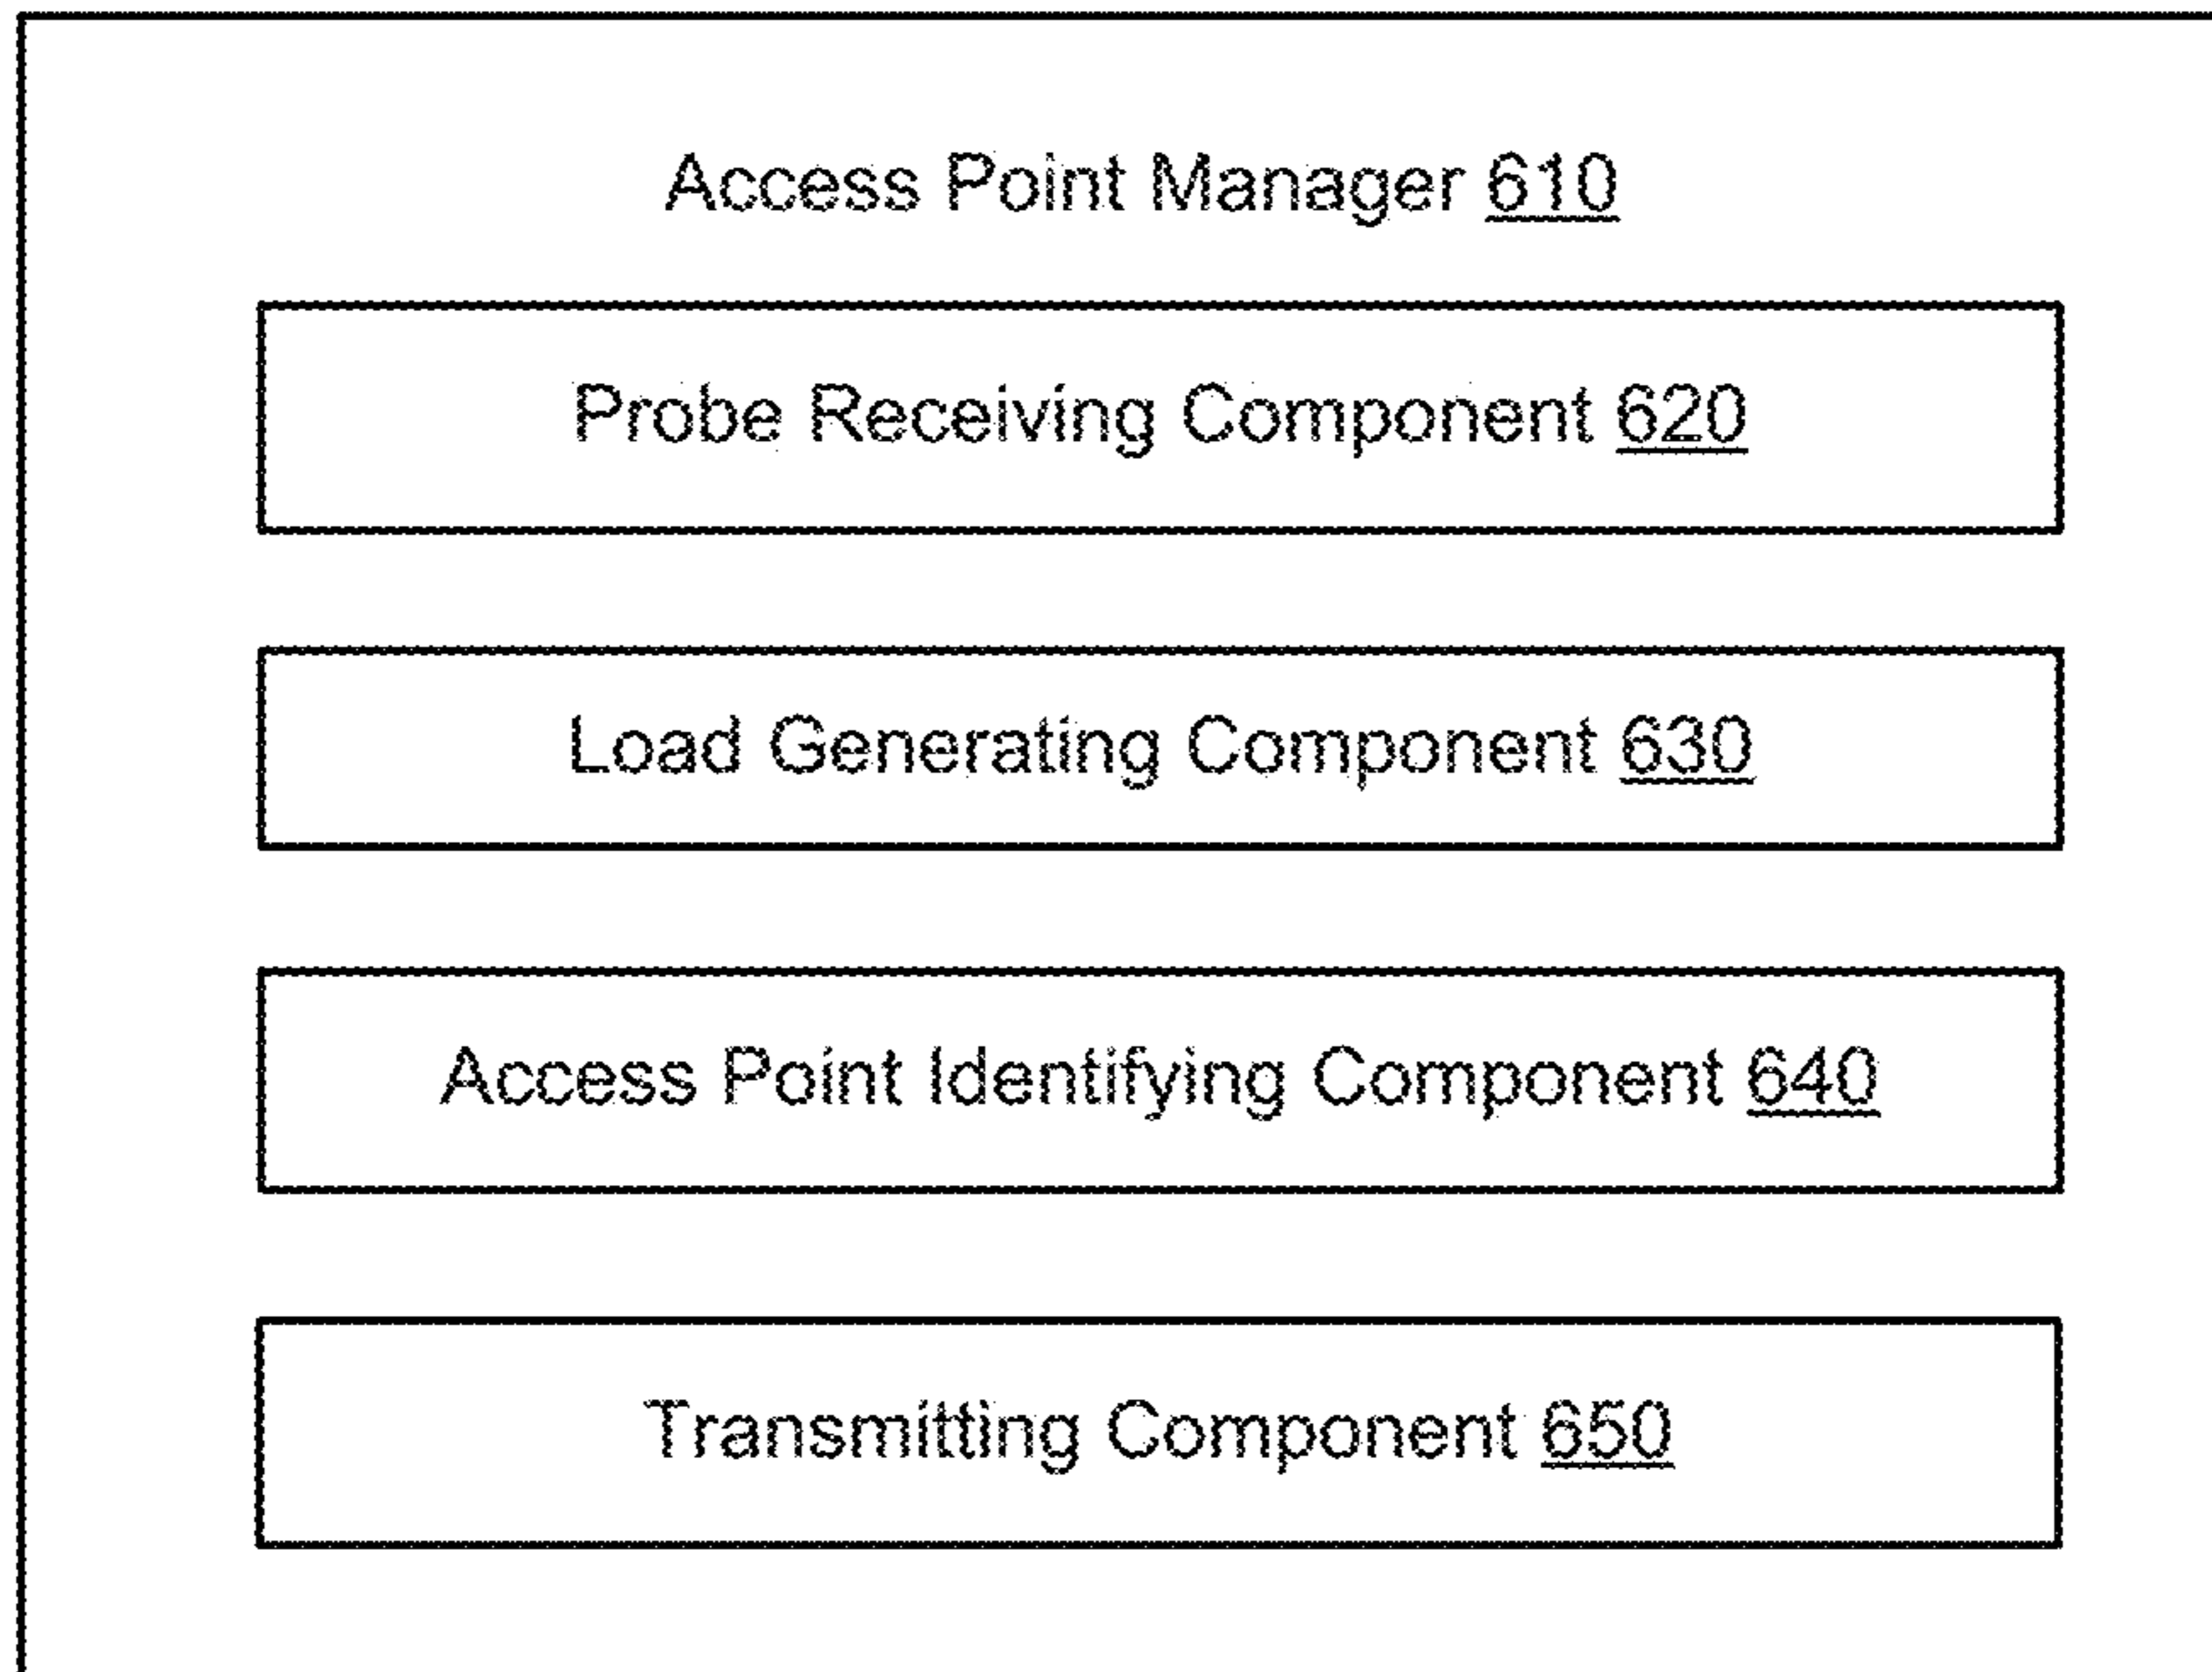 Access Point Manager 610
Probe Receiving Component 620
Load Generating Component 630
Access Point Identifying Component 640
Transmitting Component 650